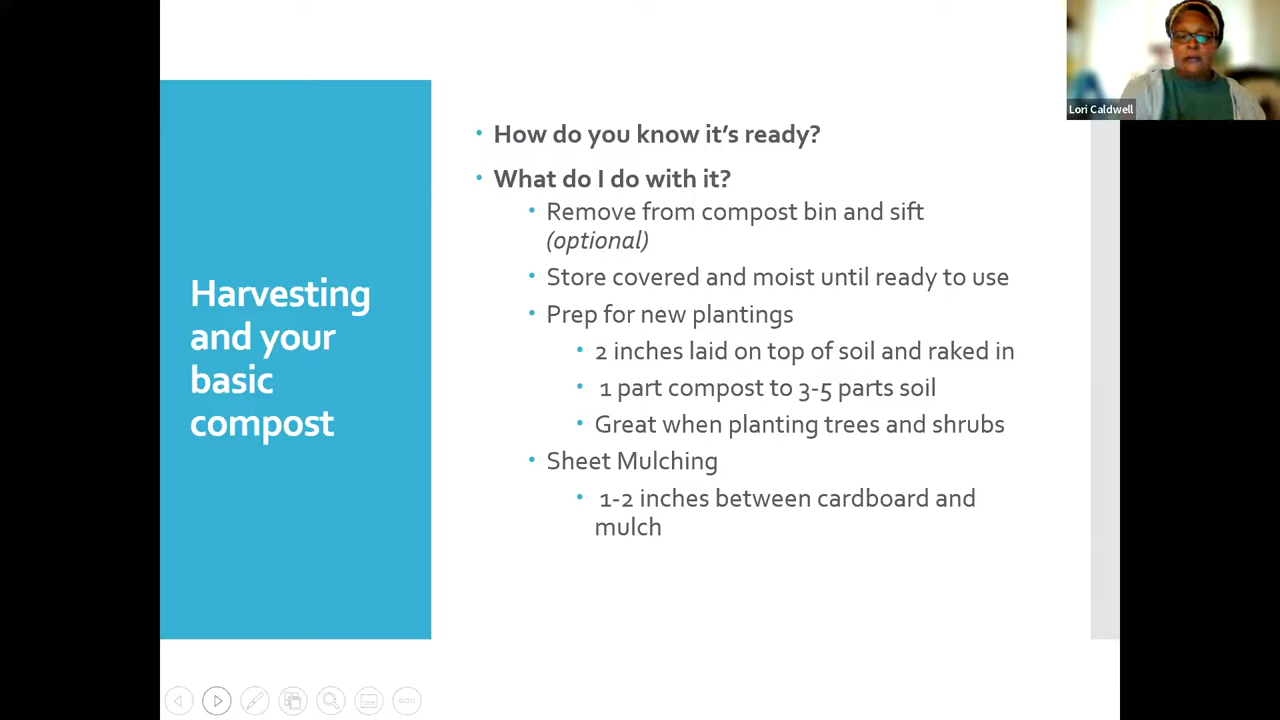 Lori Caldwell
Harvesting
and your
basic
compost
How do you know it's ready?
What do I do with it?
Remove from compost bin and sift
(optional)
Store covered and moist until ready to use
Prep for new plantings
2 inches laid on top of soil and raked in
1 part compost to 3-5 parts soil
Great when planting trees and shrubs
Sheet Mulching
1-2 inches between cardboard and
mulch